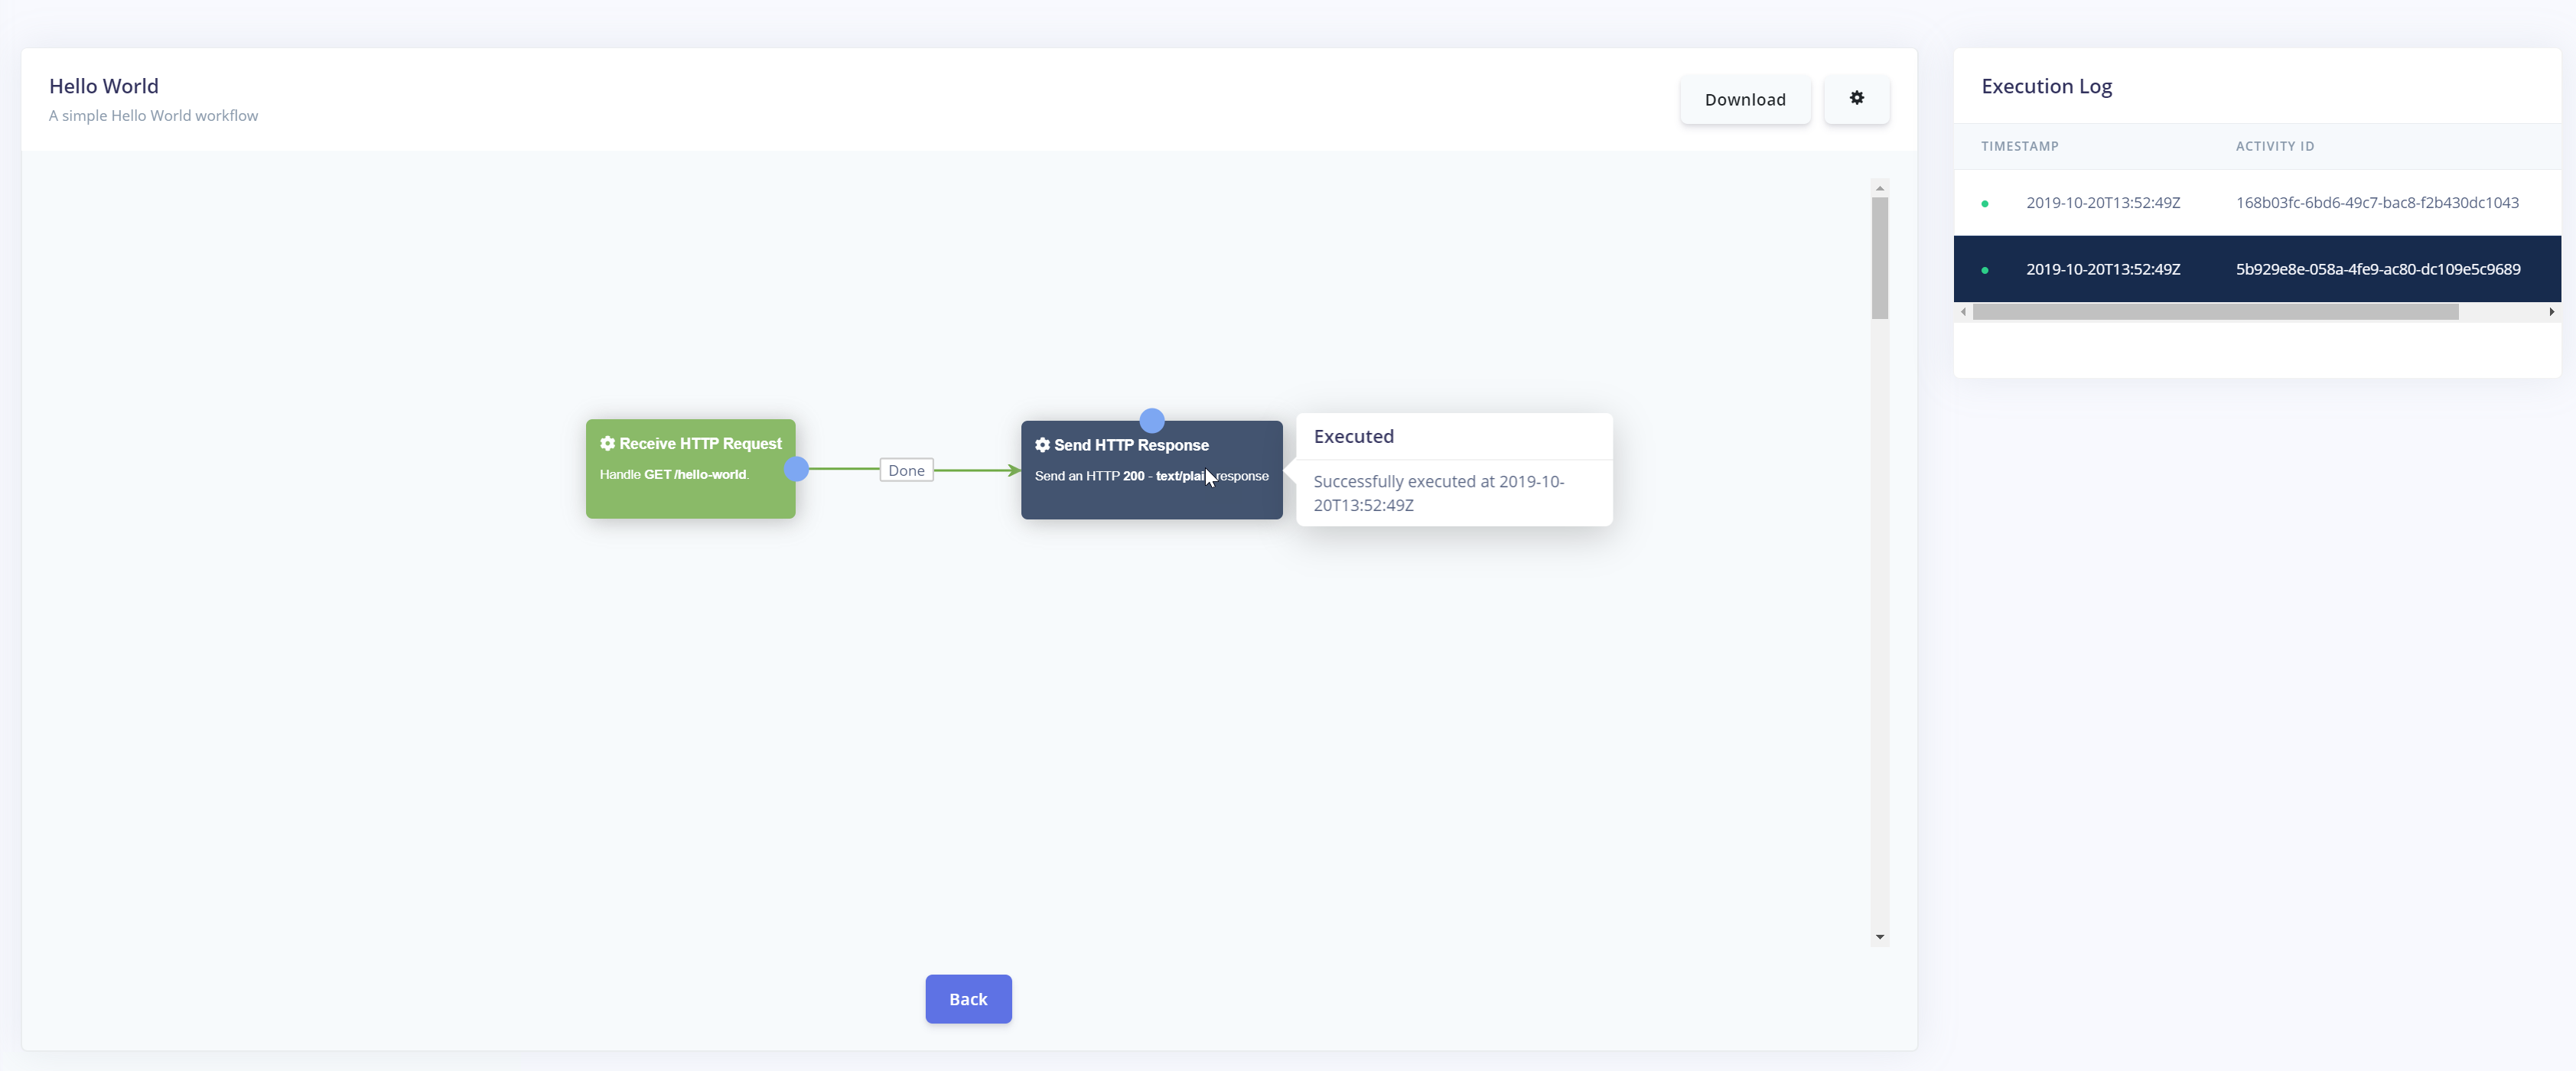 Hello World
A simple Hello World workflow
Download
Receive HTTP Request
Handle GET /hello-world.
Done
Send HTTP Response
Send an HTTP 200 - text/plain response
Executed
Successfully executed at 2019-10-
20T13:52:49Z
Back
Execution Log
TIMESTAMP ACTIVITY ID
2019-10-20T13:52:49Z 168b03fc-6bd6-49c7-bac8-f2b430dc1043
2019-10-20T13:52:49Z 5b929e8e-058a-4fe9-ac80-dc109e5c9689